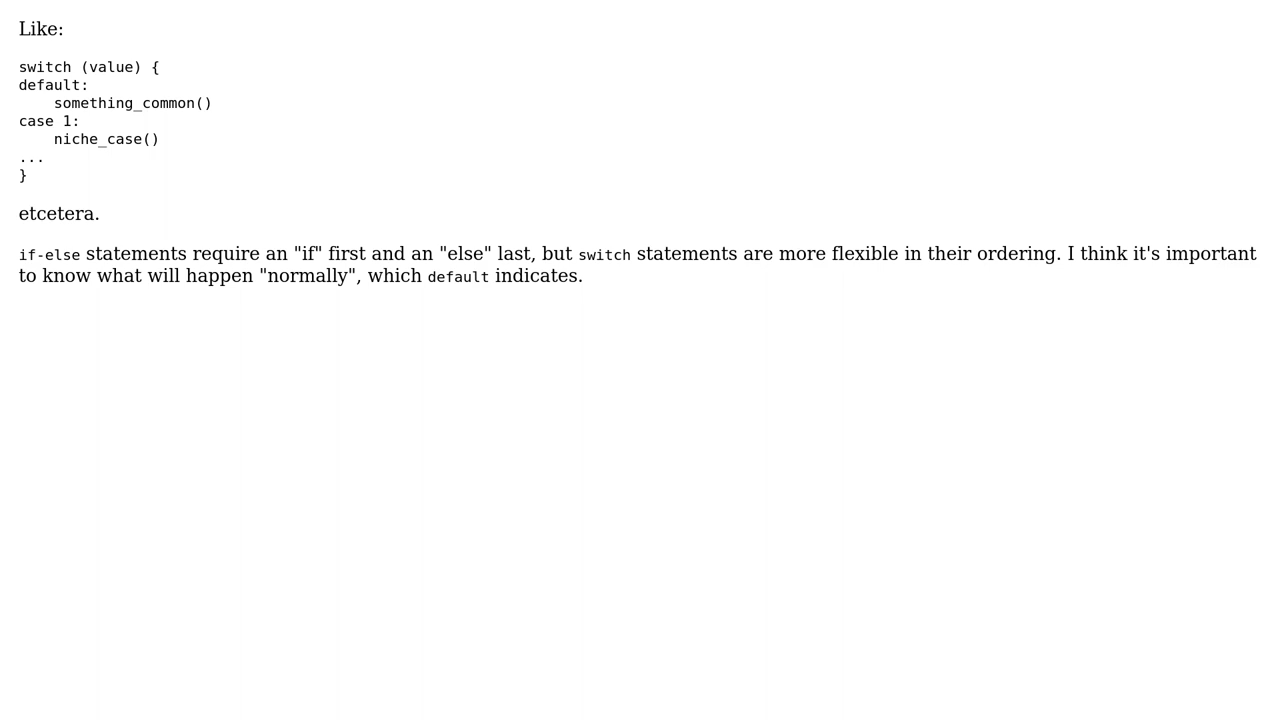 Like:
switch (value) {
default:
    something_common()
case 1:
    niche_case()
...
}
etcetera.
if-else statements require an "if" first and an "else" last, but switch statements are more flexible in their ordering. I think it's important
to know what will happen "normally", which default indicates.